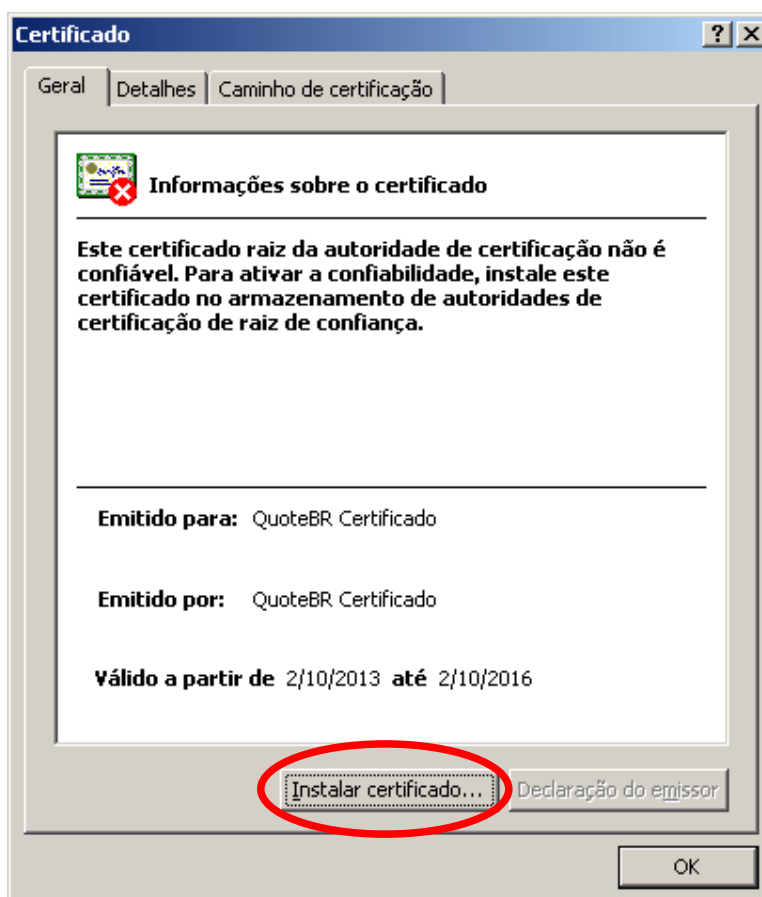 Certificado
Geral Detalhes Caminho de certificação
Informações sobre o certificado
Este certificado raiz da autoridade de certificação não é
confiável. Para ativar a confiabilidade, instale este
certificado no armazenamento de autoridades de
certificação de raiz de confiança.
Emitido para: QuoteBR Certificado
Emitido por: QuoteBR Certificado
Válido a partir de 2/10/2013 até 2/10/2016
Instalar certificado... Declaração do emissor
OK